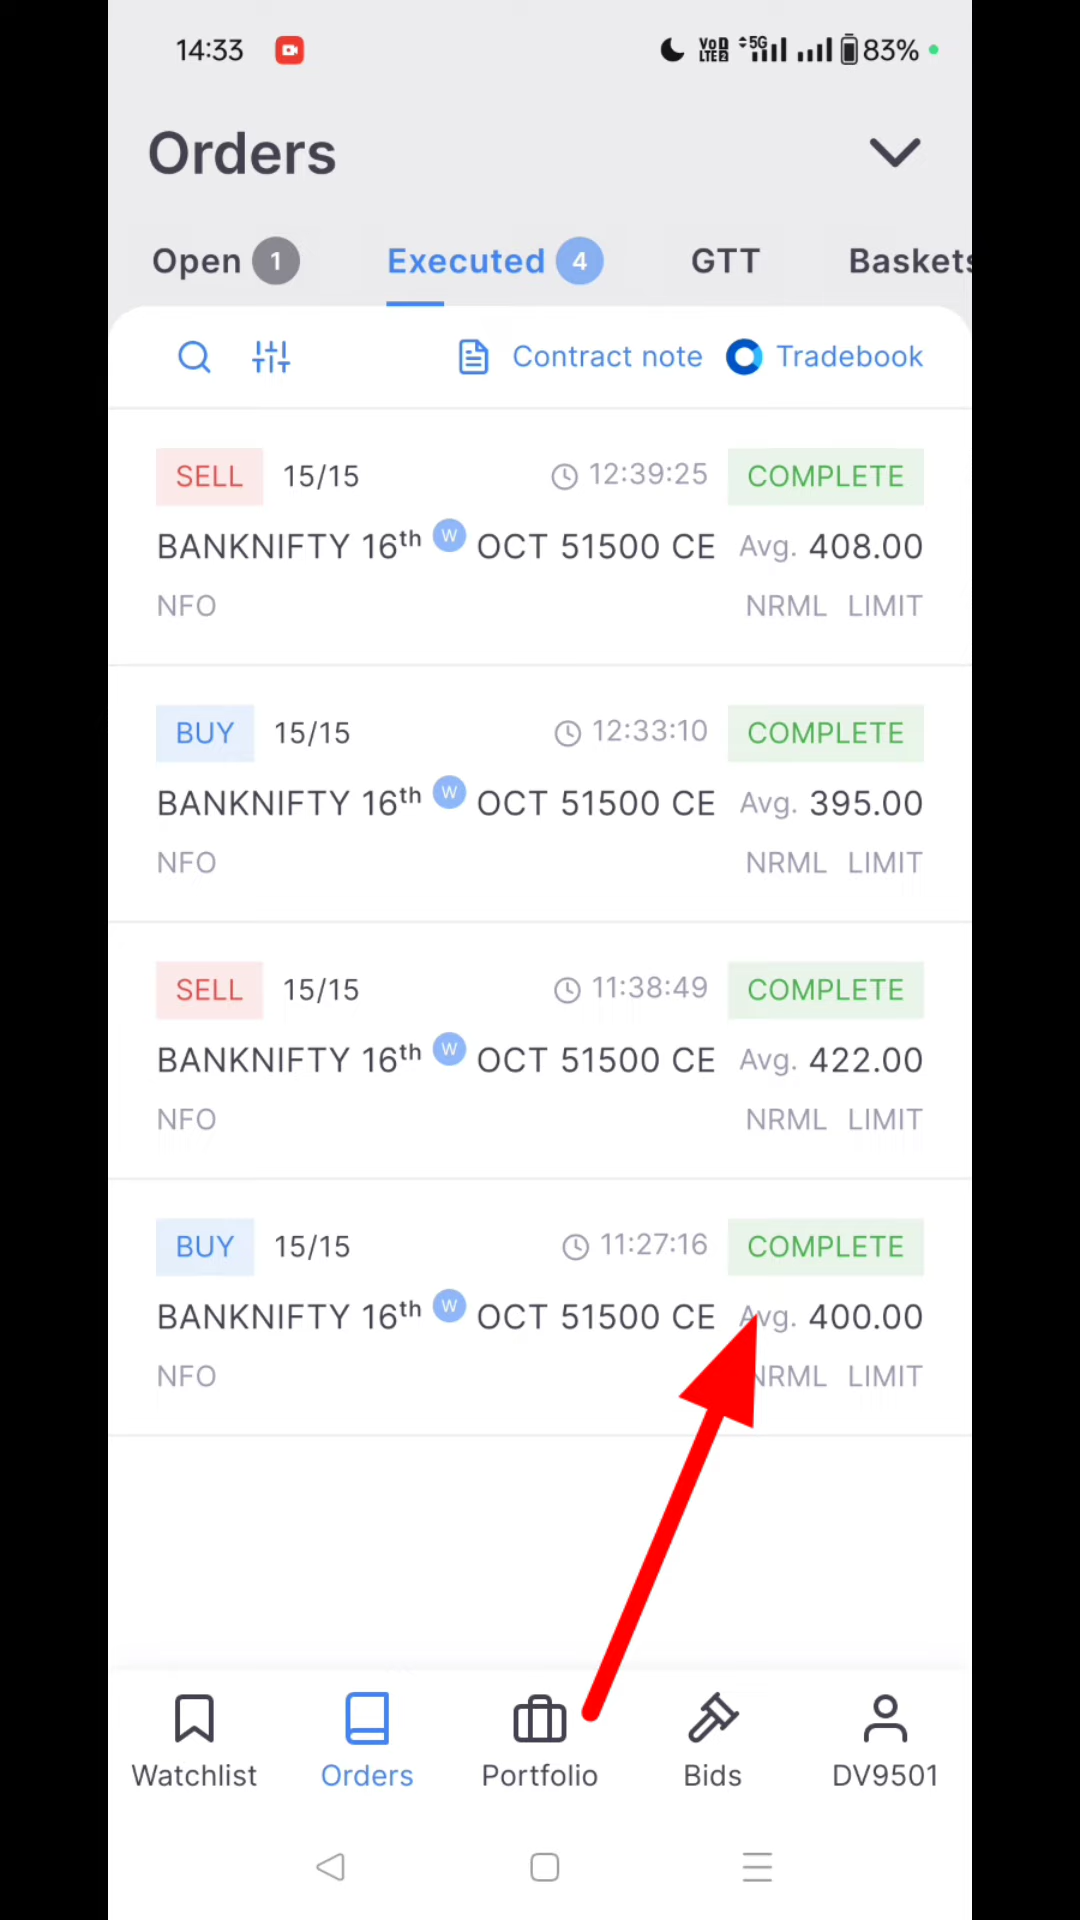 14:33 VoD LTE2 5G 83%
Orders
Open 1 Executed 4 GTT Baskets
Contract note Tradebook
SELL 15/15 12:39:25 COMPLETE
BANKNIFTY 16th W OCT 51500 CE Avg. 408.00
NFO NRML LIMIT
BUY 15/15 12:33:10 COMPLETE
BANKNIFTY 16th W OCT 51500 CE Avg. 395.00
NFO NRML LIMIT
SELL 15/15 11:38:49 COMPLETE
BANKNIFTY 16th W OCT 51500 CE Avg. 422.00
NFO NRML LIMIT
BUY 15/15 11:27:16 COMPLETE
BANKNIFTY 16th W OCT 51500 CE Avg. 400.00
NFO NRML LIMIT
Watchlist Orders Portfolio Bids DV9501